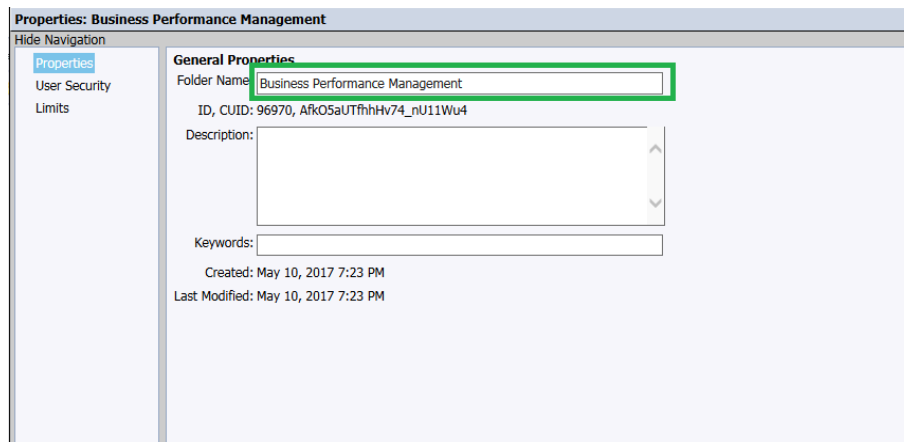 Properties: Business Performance Management
Hide Navigation
Properties
User Security
Limits
General Properties
Folder Name: Business Performance Management
ID, CUID: 96970, AfkO5aUTfhhHv74_nU11Wu4
Description:
Keywords:
Created: May 10, 2017 7:23 PM
Last Modified: May 10, 2017 7:23 PM